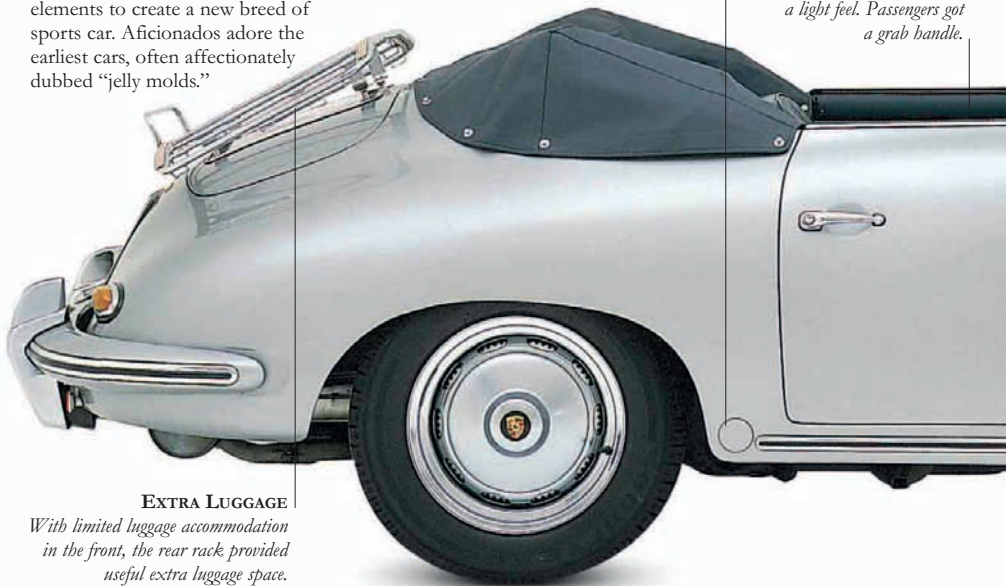 elements to create a new breed of
sports car. Aficionados adore the
earliest cars, often affectionately
dubbed “jelly molds.”
a light feel. Passengers got
a grab handle.
EXTRA LUGGAGE
With limited luggage accommodation
in the front, the rear rack provided
useful extra luggage space.